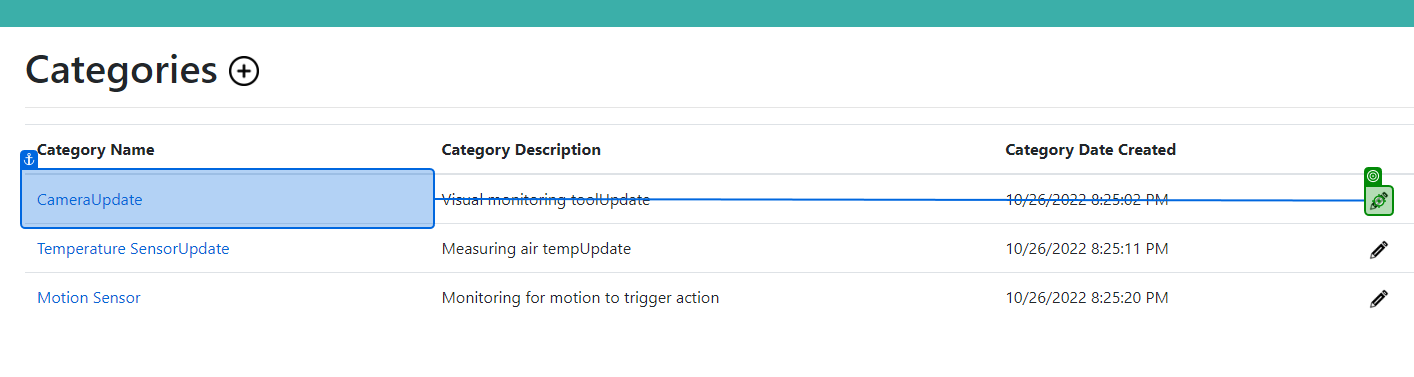 Categories
Category Name Category Description Category Date Created
CameraUpdate Visual monitoring toolUpdate 10/26/2022 8:25:02 PM
Temperature SensorUpdate Measuring air tempUpdate 10/26/2022 8:25:11 PM
Motion Sensor Monitoring for motion to trigger action 10/26/2022 8:25:20 PM